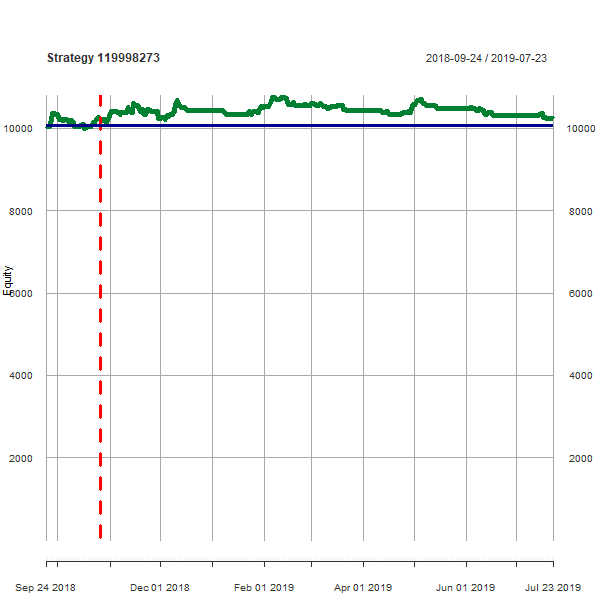 Strategy 119998273
2018-09-24 / 2019-07-23
10000
10000
8000
8000
Equity
6000
6000
4000
4000
2000
2000
Sep 24 2018
Dec 01 2018
Feb 01 2019
Apr 01 2019
Jun 01 2019
Jul 23 2019